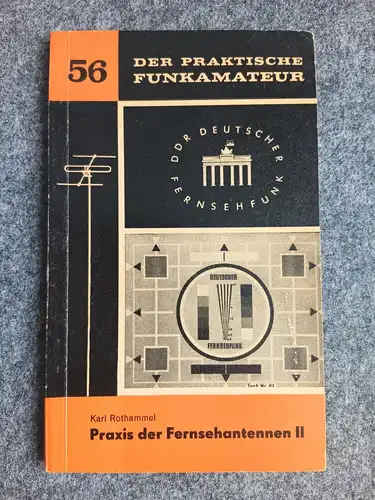 56
DER PRAKTISCHE
FUNKAMATEUR
DDR DEUTSCHER
FERNSEHFUNK
DEUTSCHER
FERNSEHFUNK
Karl Rothammel
Praxis der Fernsehantennen II